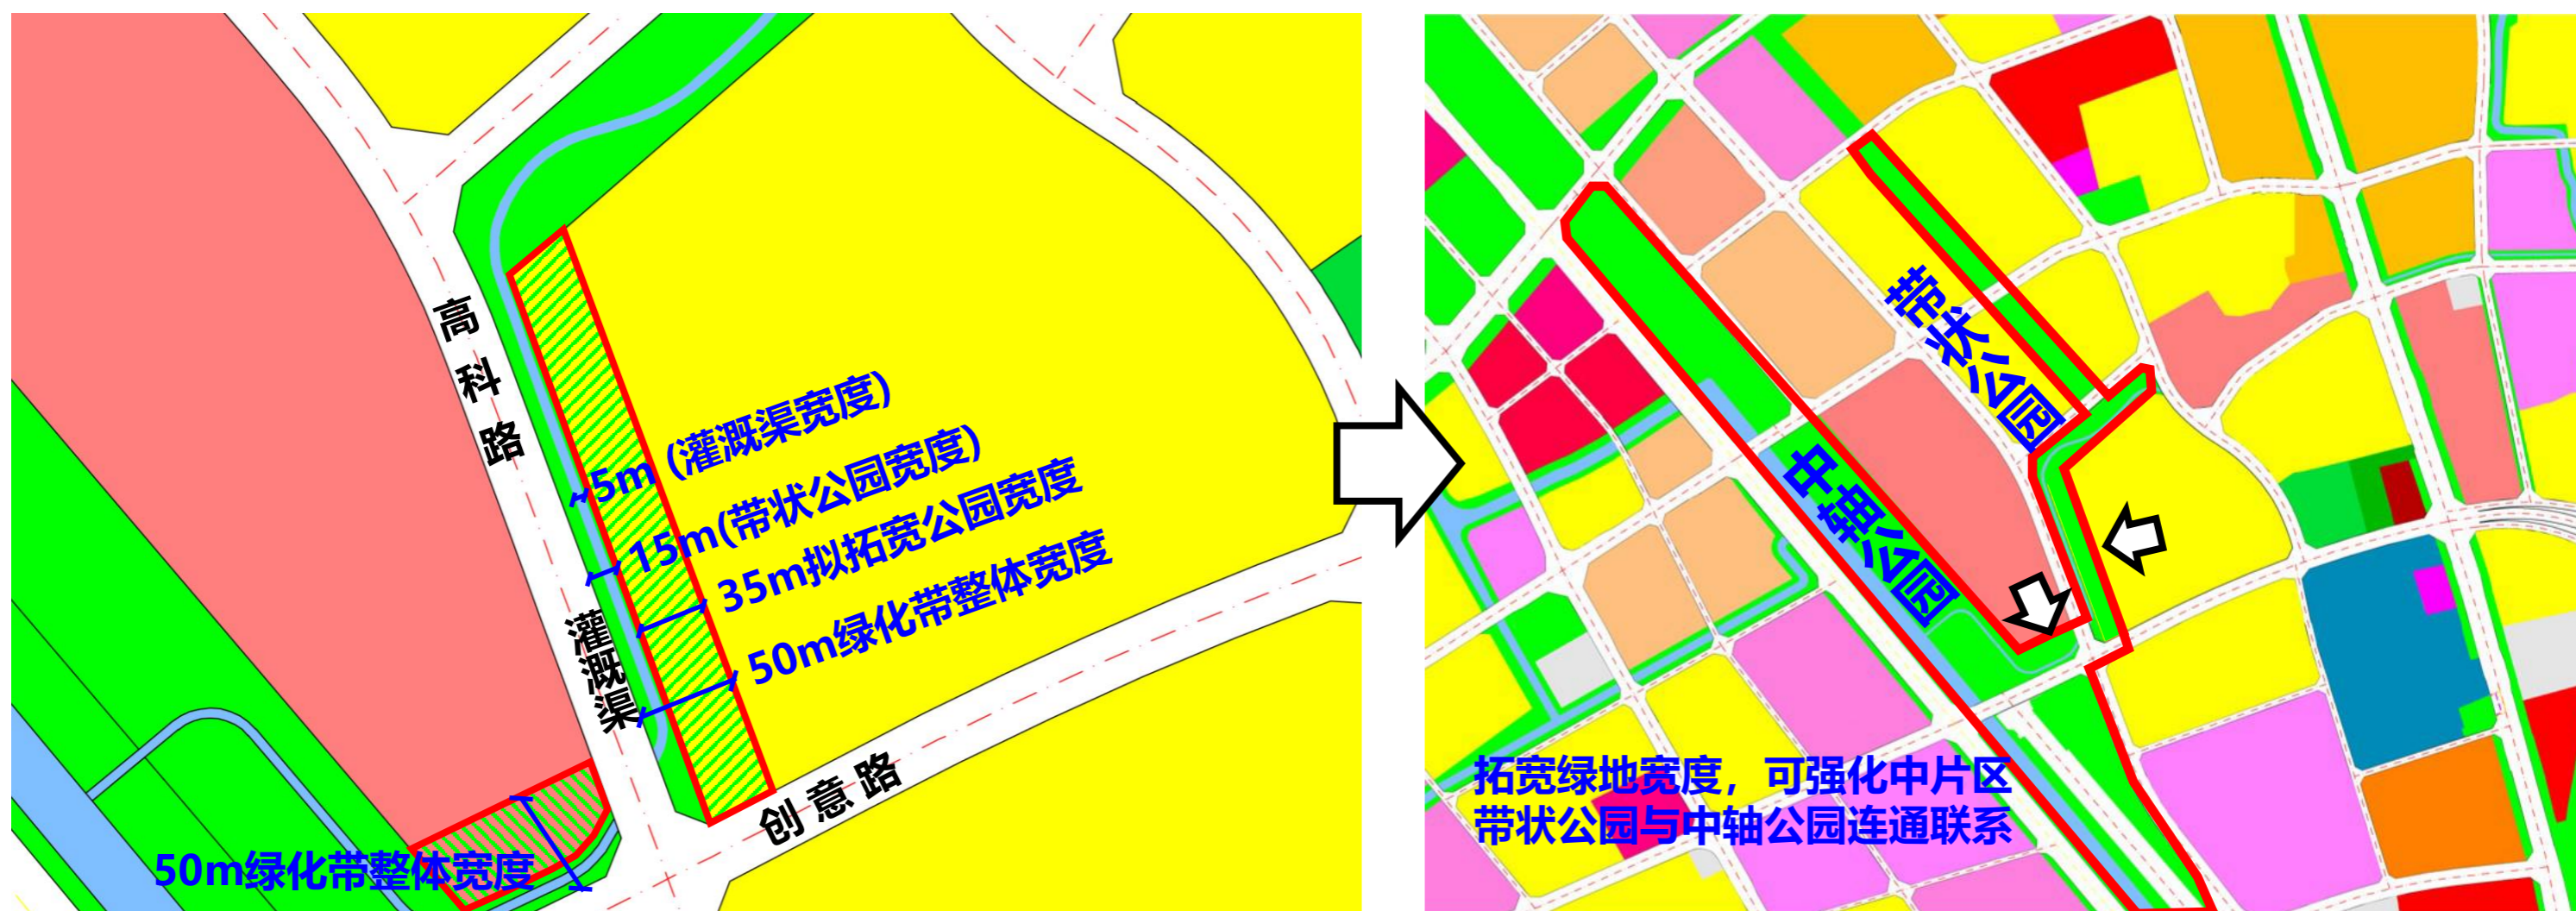 高科路
5m (灌溉渠宽度)
15m(带状公园宽度)
35m拟拓宽公园宽度
50m绿化带整体宽度
灌溉渠
创意路
50m绿化带整体宽度
带状公园
中轴公园
拓宽绿地宽度，可强化中片区
带状公园与中轴公园连通联系